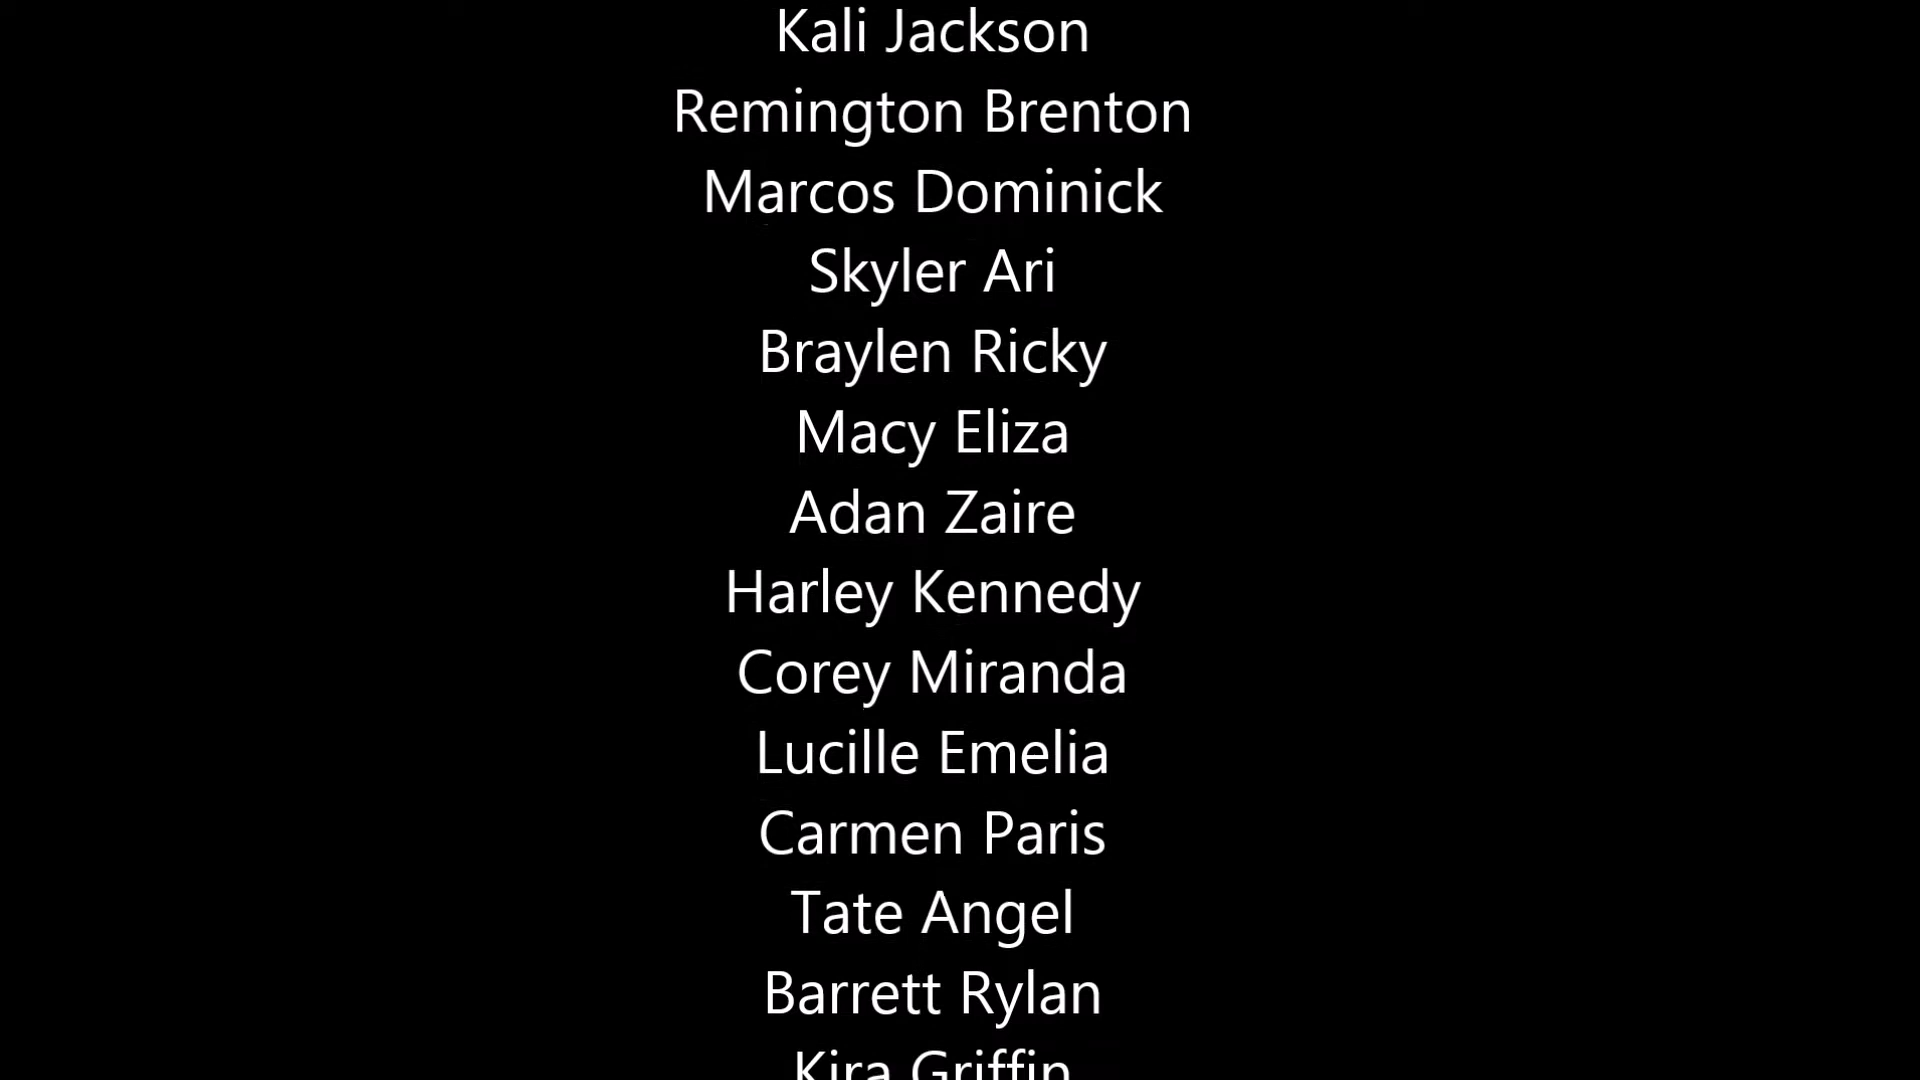 Kali Jackson
Remington Brenton
Marcos Dominick
Skyler Ari
Braylen Ricky
Macy Eliza
Adan Zaire
Harley Kennedy
Corey Miranda
Lucille Emelia
Carmen Paris
Tate Angel
Barrett Rylan
Kira Griffin